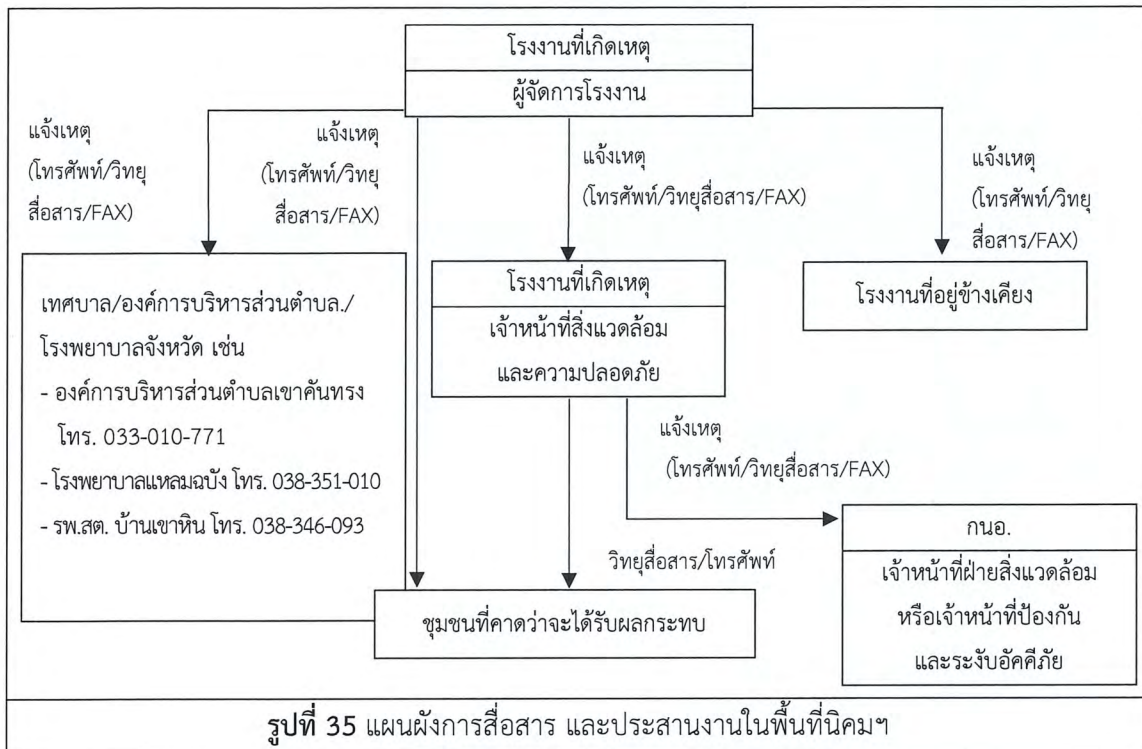 โรงงานที่เกิดเหตุ
ผู้จัดการโรงงาน
แจ้งเหตุ
(โทรศัพท์/วิทยุ
สื่อสาร/FAX)
แจ้งเหตุ
(โทรศัพท์/วิทยุ
สื่อสาร/FAX)
แจ้งเหตุ
(โทรศัพท์/วิทยุสื่อสาร/FAX)
แจ้งเหตุ
(โทรศัพท์/วิทยุ
สื่อสาร/FAX)
เทศบาล/องค์การบริหารส่วนตำบล./
โรงพยาบาลจังหวัด เช่น
- องค์การบริหารส่วนตำบลเขาคันทรง
โทร. 033-010-771
- โรงพยาบาลแหลมฉบัง โทร. 038-351-010
- รพ.สต. บ้านเขาหิน โทร. 038-346-093
โรงงานที่เกิดเหตุ
เจ้าหน้าที่สิ่งแวดล้อม
และความปลอดภัย
โรงงานที่อยู่ข้างเคียง
แจ้งเหตุ
(โทรศัพท์/วิทยุสื่อสาร/FAX)
วิทยุสื่อสาร/โทรศัพท์
ชุมชนที่คาดว่าจะได้รับผลกระทบ
กนอ.
เจ้าหน้าที่ฝ่ายสิ่งแวดล้อม
หรือเจ้าหน้าที่ป้องกัน
และระงับอัคคีภัย
รูปที่ 35 แผนผังการสื่อสาร และประสานงานในพื้นที่นิคมฯ